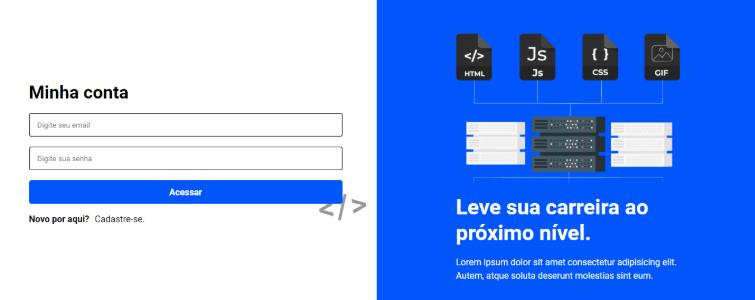 Minha conta
Digite seu email
Digite sua senha
Acessar
Novo por aqui? Cadastre-se.
</>
</> Js { }
HTML Js CSS GIF
Leve sua carreira ao
próximo nível.
Lorem ipsum dolor sit amet consectetur adipisicing elit.
Autem, atque soluta deserunt molestias sint eum.